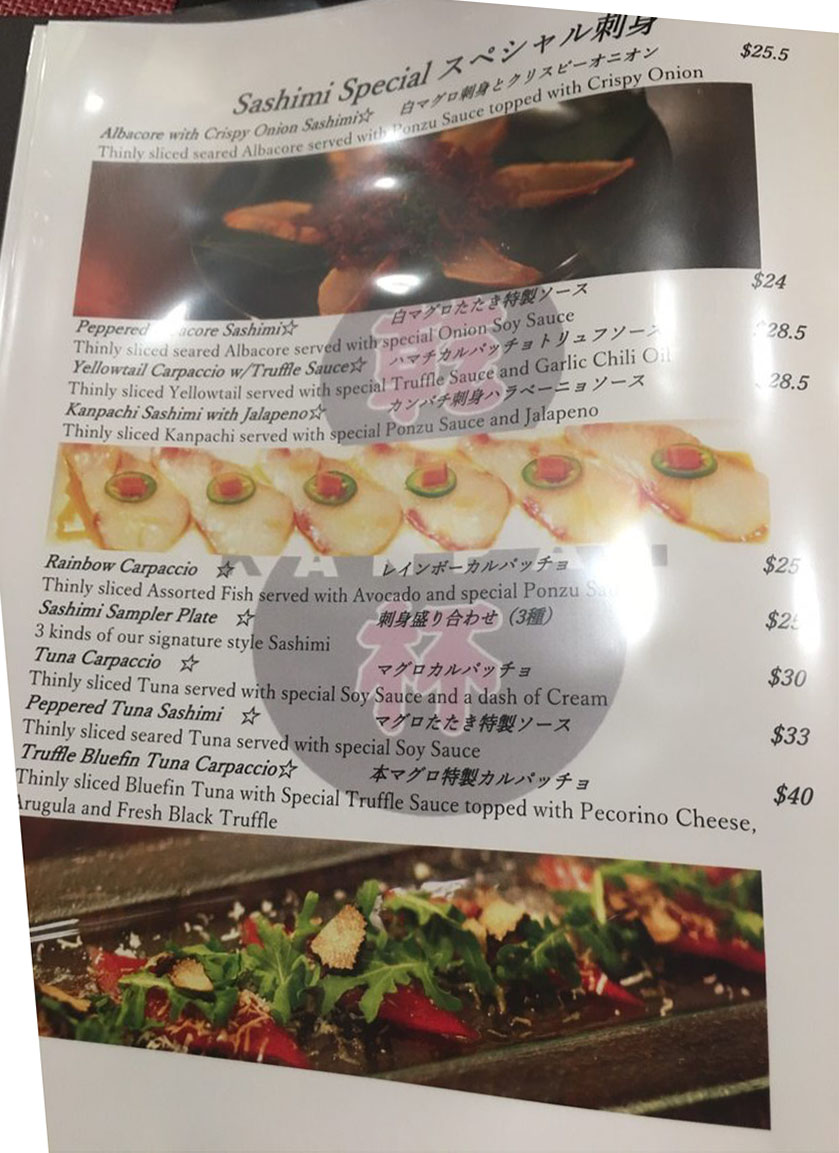 Sashimi Special スペシャル刺身
Albacore with Crispy Onion Sashimi☆ 白マグロ刺身とクリスピーオニオン $25.5
Thinly sliced seared Albacore served with Ponzu Sauce topped with Crispy Onion
Peppered Sashimi☆ 白マグロたたき特製ソース $24
Thinly sliced seared Albacore served with special Onion Soy Sauce
Yellowtail Carpaccio w/Truffle Sauce☆ ハマチカルパッチョトリュフソース $28.5
Thinly sliced Yellowtail served with special Truffle Sauce and Garlic Chili Oil
Kanpachi Sashimi with Jalapeno☆ カンパチ刺身ハラペーニョソース 28.5
Thinly sliced Kanpachi served with special Ponzu Sauce and Jalapeno
乾
杯
Rainbow Carpaccio ☆ レインボーカルパッチョ $25
Thinly sliced Assorted Fish served with Avocado and special Ponzu
Sashimi Sampler Plate ☆ 刺身盛り合わせ（3種）
3 kinds of our signature style Sashimi
Tuna Carpaccio ☆ マグロカルパッチョ $30
Thinly sliced Tuna served with special Soy Sauce and a dash of Cream
Peppered Tuna Sashimi ☆ マグロたたき特製ソース $33
Thinly sliced seared Tuna served with special Soy Sauce
Truffle Bluefin Tuna Carpaccio☆ 本マグロ特製カルパッチョ $40
Thinly sliced Bluefin Tuna with Special Truffle Sauce topped with Pecorino Cheese,
Arugula and Fresh Black Truffle